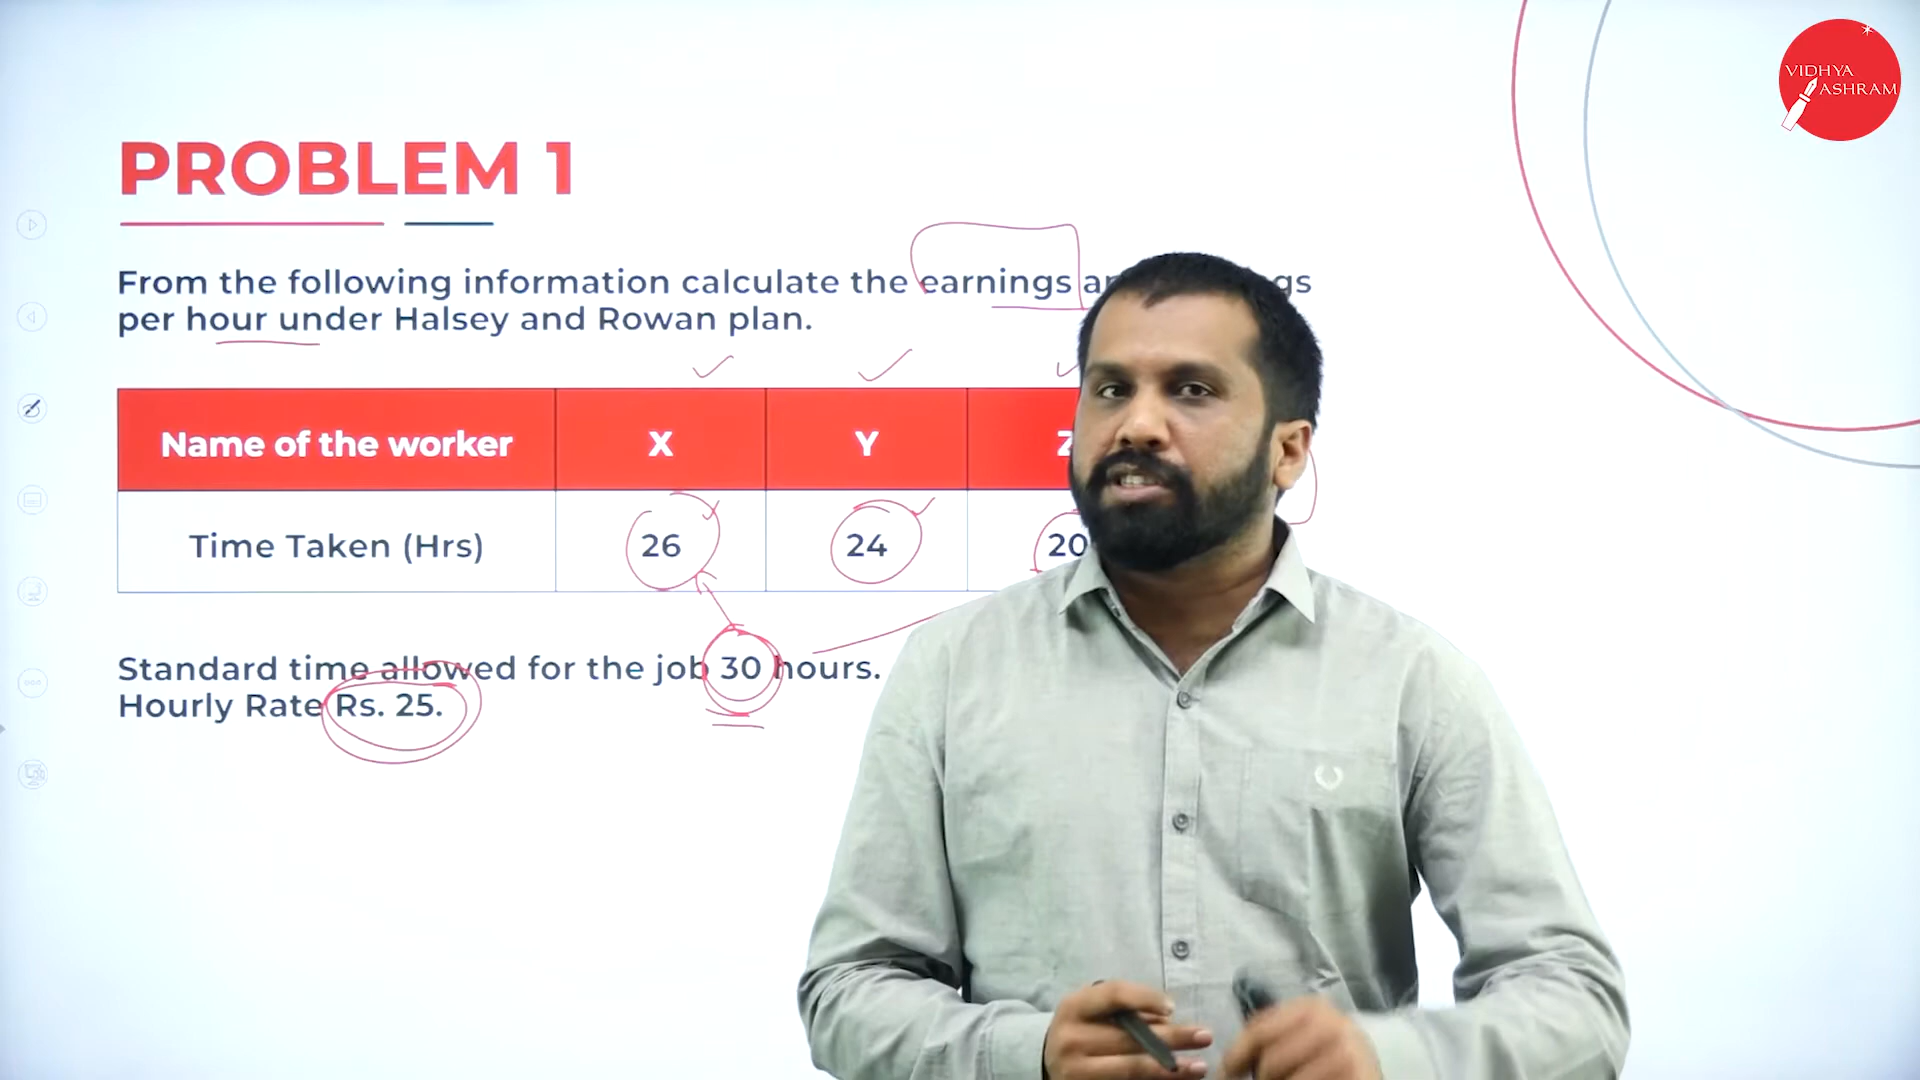 VIDHYA
ASHRAM
PROBLEM 1
From the following information calculate the earnings
per hour under Halsey and Rowan plan.
Name of the worker X Y Z
Time Taken (Hrs) 26 24 20
Standard time allowed for the job 30 hours.
Hourly Rate Rs. 25.